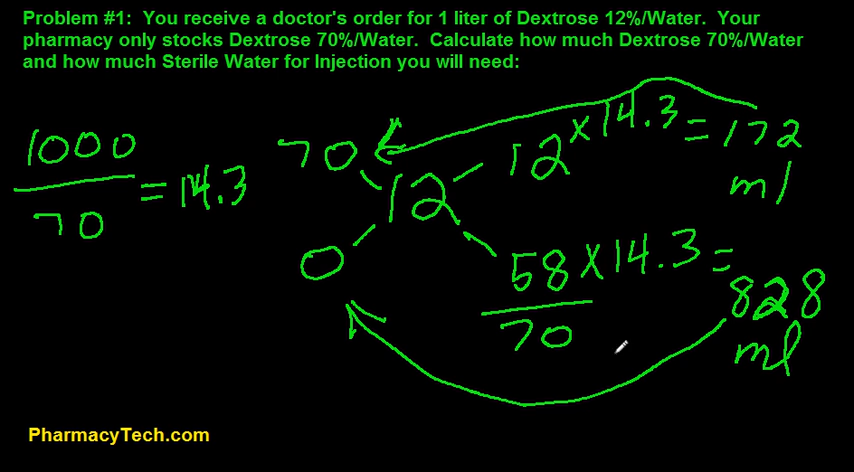 Problem #1: You receive a doctor's order for 1 liter of Dextrose 12%/Water. Your
pharmacy only stocks Dextrose 70%/Water. Calculate how much Dextrose 70%/Water
and how much Sterile Water for Injection you will need:
1000
70
= 14.3
70
12
0
12 x 14.3 = 172
ml
58 x 14.3 =
70
828
ml
PharmacyTech.com